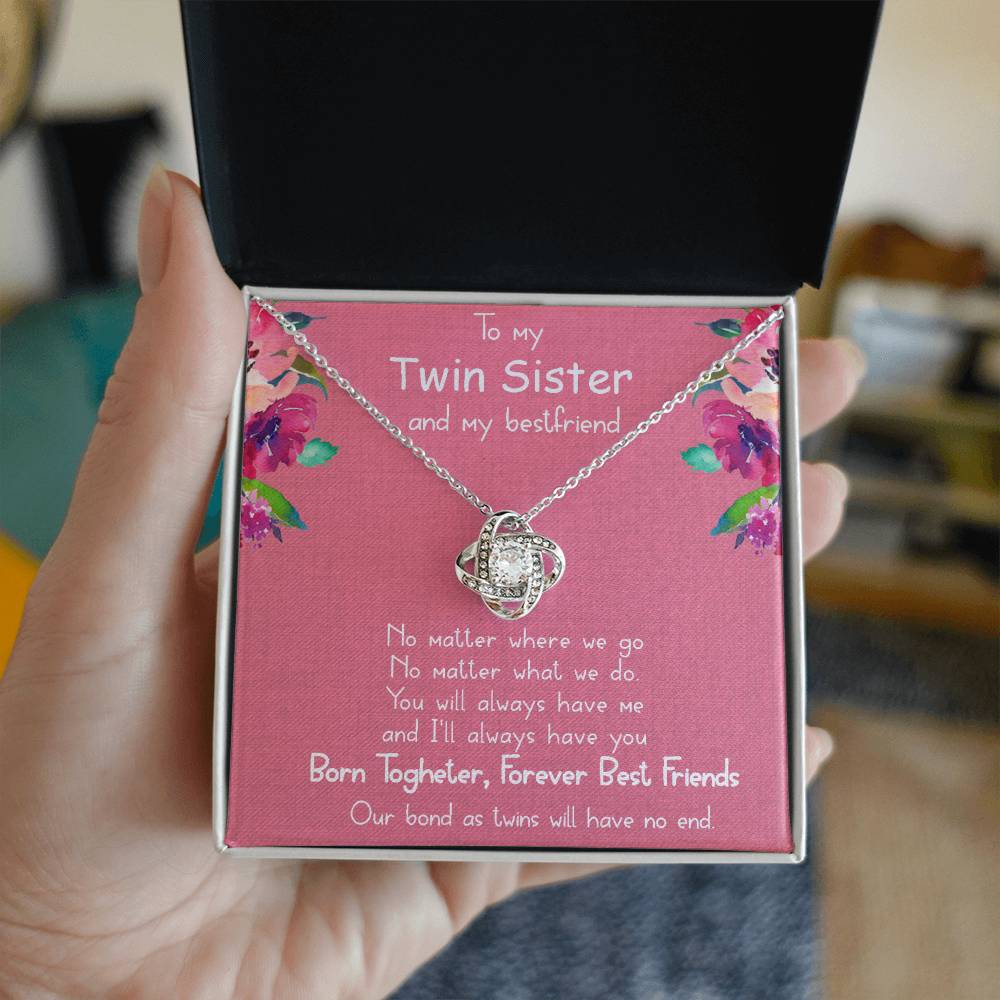 To my
Twin Sister
and my bestfriend
No matter where we go
No matter what we do.
You will always have me
and I'll always have you
Born Togheter, Forever Best Friends
Our bond as twins will have no end.